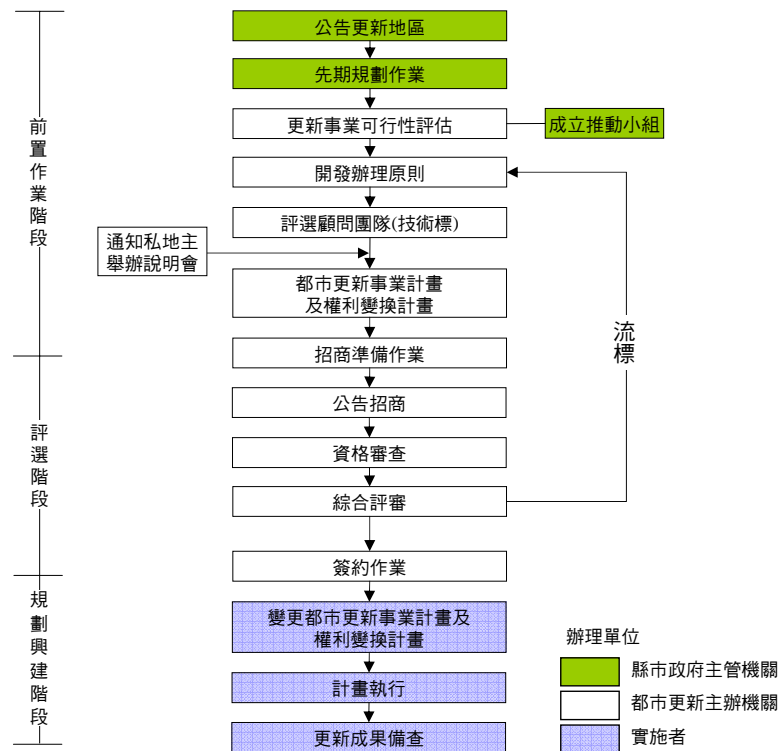 公告更新地區
先期規劃作業
更新事業可行性評估
成立推動小組
開發辦理原則
評選顧問團隊(技術標)
通知私地主
舉辦說明會
都市更新事業計畫
及權利變換計畫
招商準備作業
公告招商
資格審查
綜合評審
流標
簽約作業
變更都市更新事業計畫及
權利變換計畫
計畫執行
更新成果備查
前置作業階段
評選階段
規劃興建階段
辦理單位
縣市政府主管機關
都市更新主辦機關
實施者